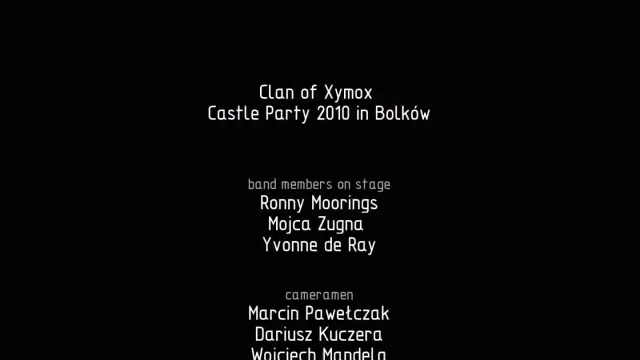 Clan of Xymox
Castle Party 2010 in Bolków
band members on stage
Ronny Moorings
Mojca Zugna
Yvonne de Ray
cameramen
Marcin Pawełczak
Dariusz Kuczera
Wojciech Mandela